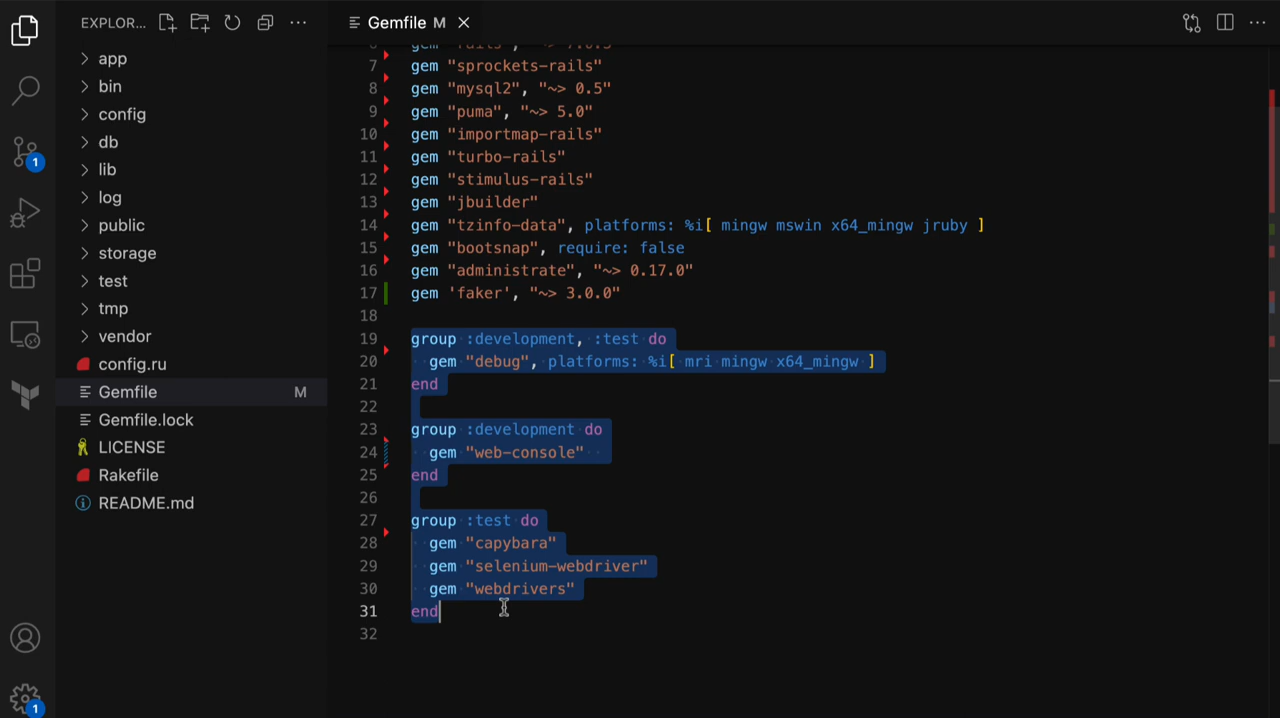 EXPLOR...
Gemfile M
app
bin
config
db
lib
log
public
storage
test
tmp
vendor
config.ru
Gemfile M
Gemfile.lock
LICENSE
Rakefile
README.md
1
1
7 gem "sprockets-rails"
8 gem "mysql2", "~> 0.5"
9 gem "puma", "~> 5.0"
10 gem "importmap-rails"
11 gem "turbo-rails"
12 gem "stimulus-rails"
13 gem "jbuilder"
14 gem "tzinfo-data", platforms: %i[ mingw mswin x64_mingw jruby ]
15 gem "bootsnap", require: false
16 gem "administrate", "~> 0.17.0"
17 gem 'faker', "~> 3.0.0"
18
19 group :development, :test do
20 gem "debug", platforms: %i[ mri mingw x64_mingw ]
21 end
22
23 group :development do
24 gem "web-console"
25 end
26
27 group :test do
28 gem "capybara"
29 gem "selenium-webdriver"
30 gem "webdrivers"
31 end
32